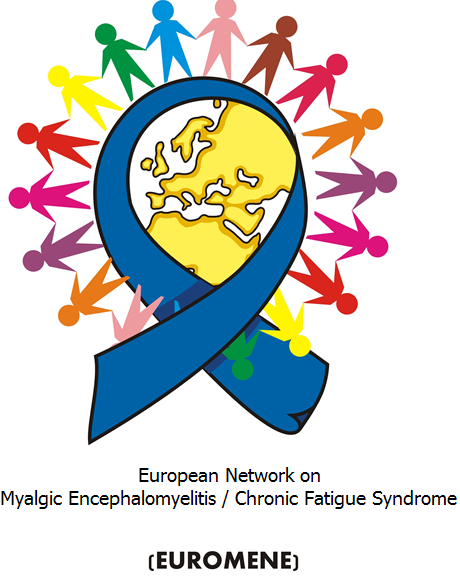 European Network on
Myalgic Encephalomyelitis / Chronic Fatigue Syndrome
(EUROMENE)